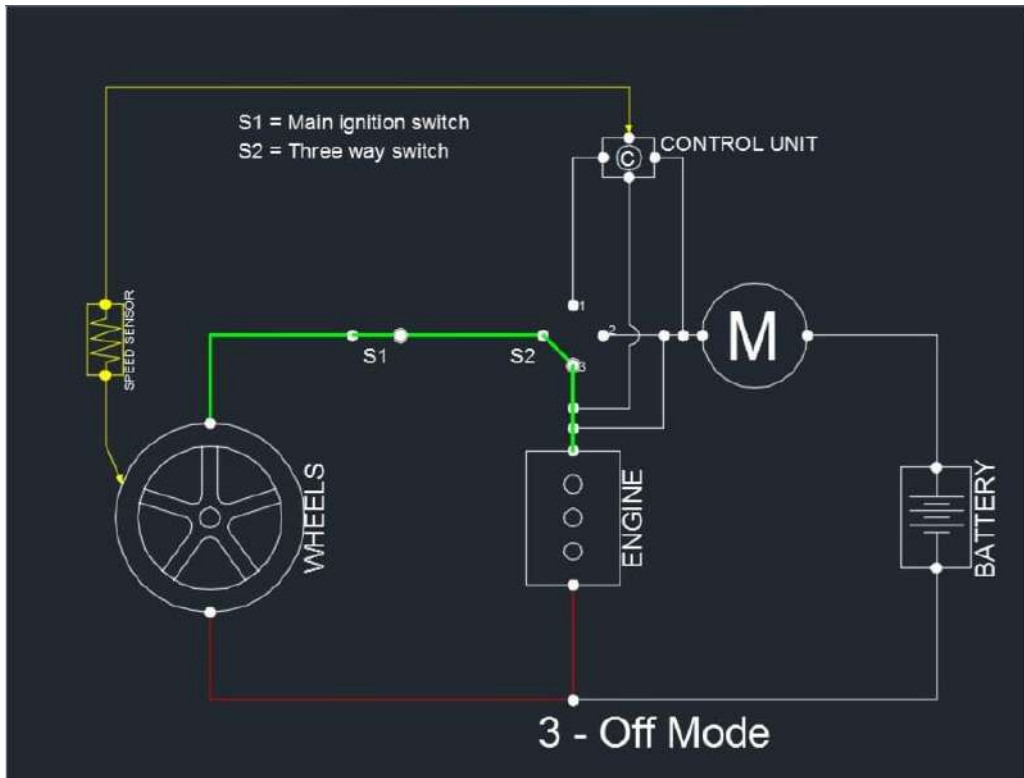 S1 = Main ignition switch
S2 = Three way switch
CONTROL UNIT
C
1
2
M
SPEED SENSOR
S1
S2
3
WHEELS
ENGINE
BATTERY
3 - Off Mode